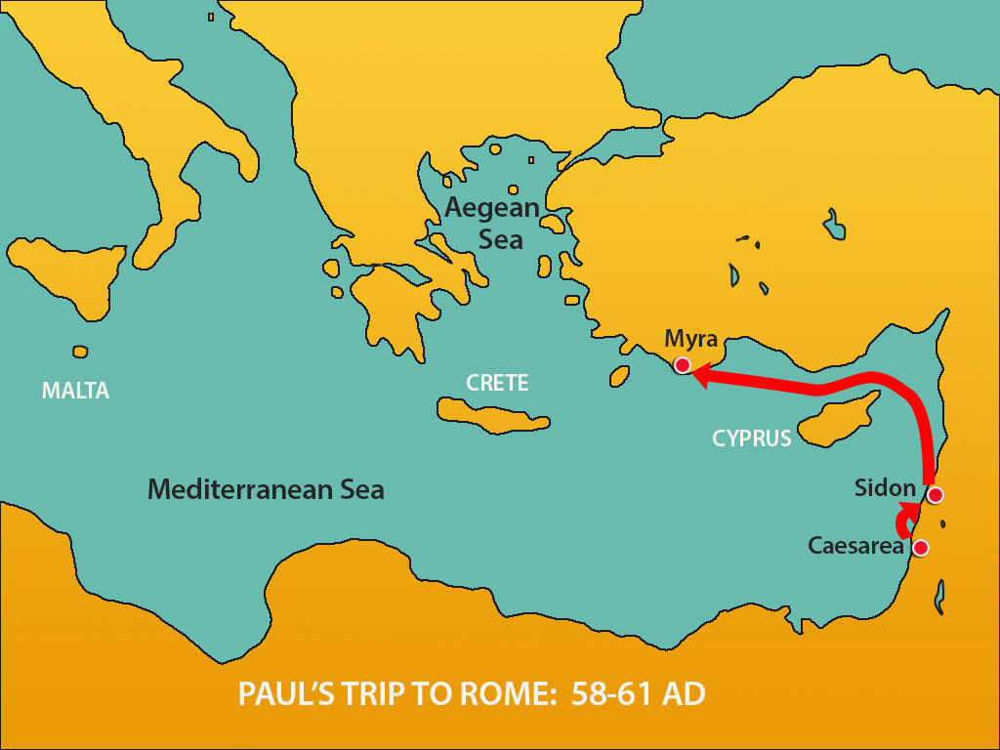 Aegean
Sea
Myra
CRETE
MALTA
CYPRUS
Mediterranean Sea
Sidon
Caesarea
PAUL'S TRIP TO ROME:  58-61 AD